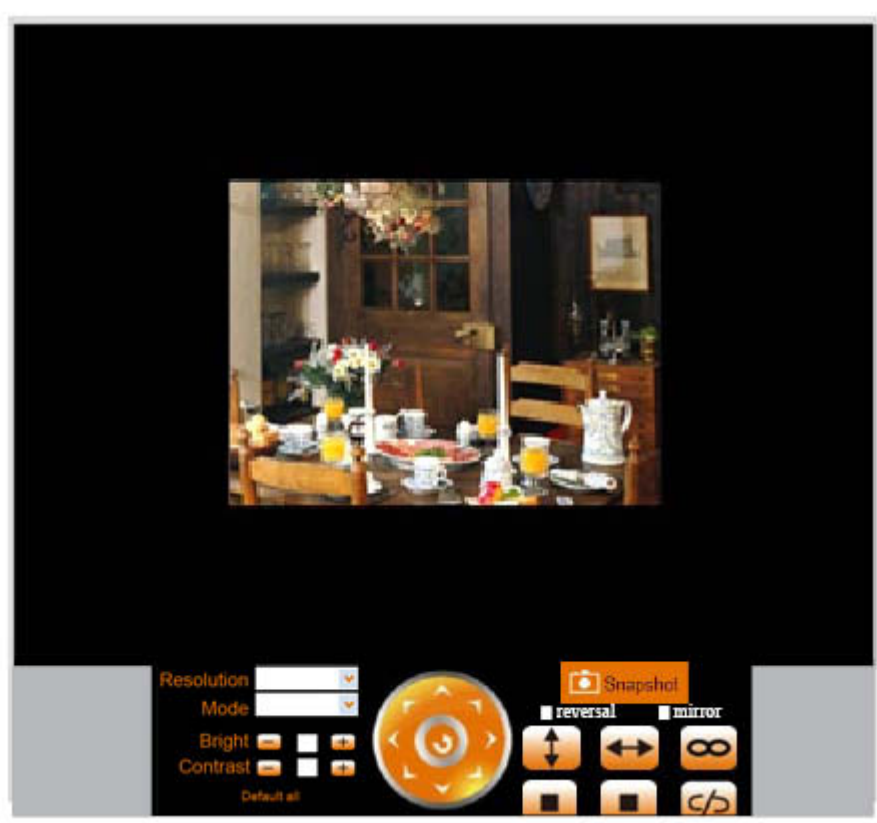 Resolution
Mode
Bright
Contrast
Default all
Snapshot
reversal
mirror